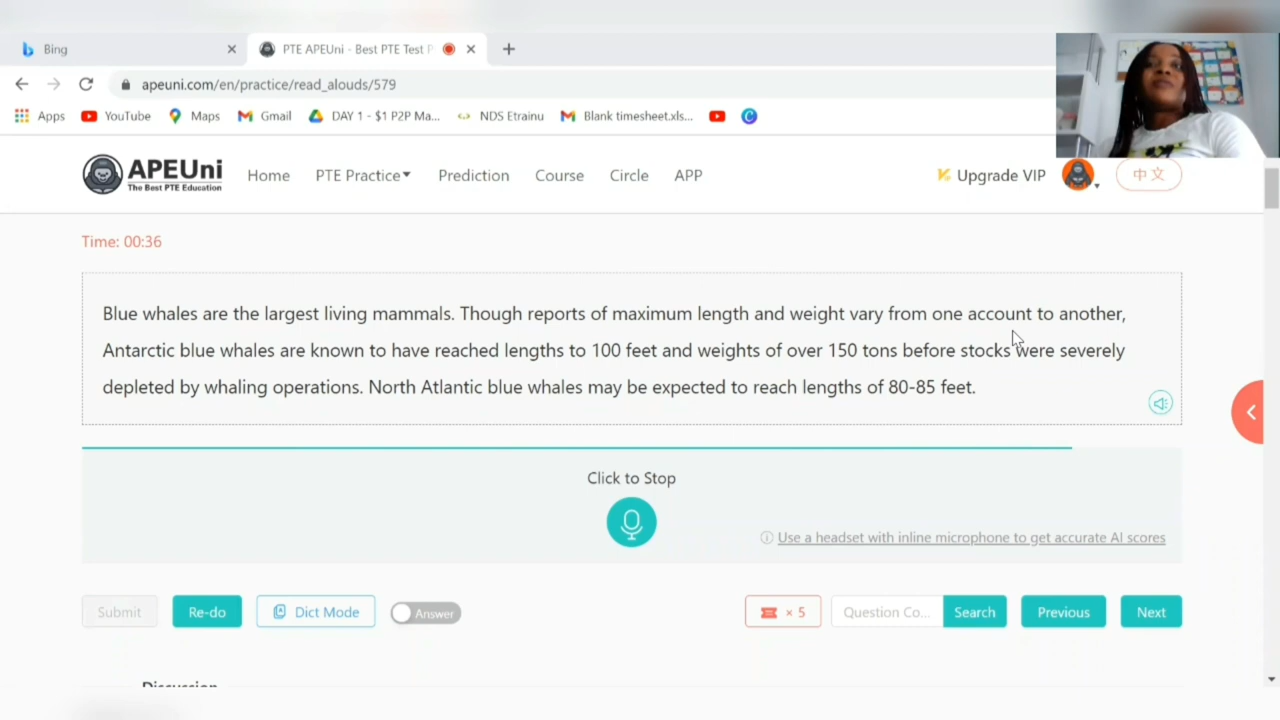 Bing
PTE APEUni - Best PTE Test P
apeuni.com/en/practice/read_alouds/579
Apps YouTube Maps Gmail DAY 1 - $1 P2P Ma... NDS Etrainu Blank timesheet.xls...
APEUni
The Best PTE Education
Home PTE Practice Prediction Course Circle APP Upgrade VIP 中文
Time: 00:36
Blue whales are the largest living mammals. Though reports of maximum length and weight vary from one account to another,
Antarctic blue whales are known to have reached lengths to 100 feet and weights of over 150 tons before stocks were severely
depleted by whaling operations. North Atlantic blue whales may be expected to reach lengths of 80-85 feet.
Click to Stop
Use a headset with inline microphone to get accurate AI scores
Submit Re-do Dict Mode Answer × 5 Question Co... Search Previous Next
Discussion